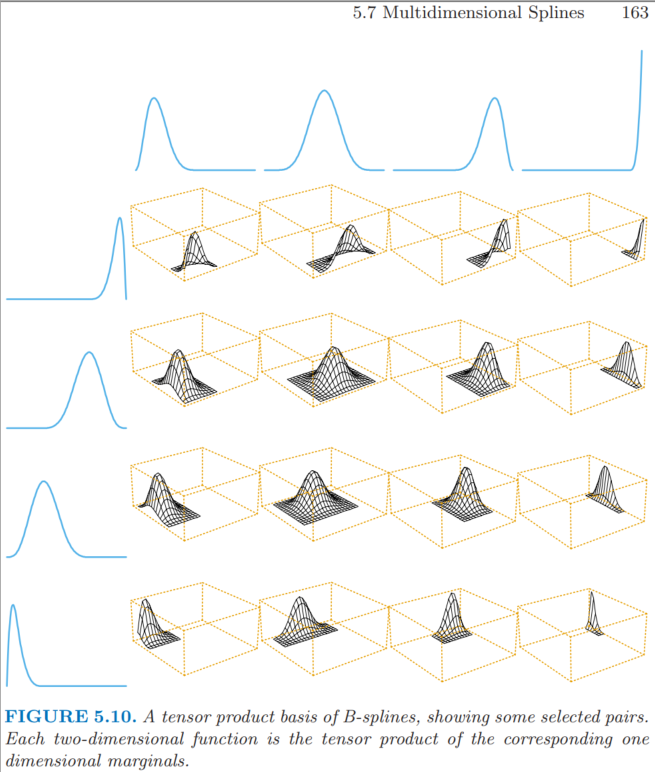 5.7 Multidimensional Splines 163
FIGURE 5.10. A tensor product basis of B-splines, showing some selected pairs.
Each two-dimensional function is the tensor product of the corresponding one
dimensional marginals.